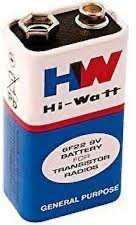 HW
Hi-Watt
6F22 9V
BATTERY
FOR
TRANSISTOR
RADIOS
GENERAL PURPOSE